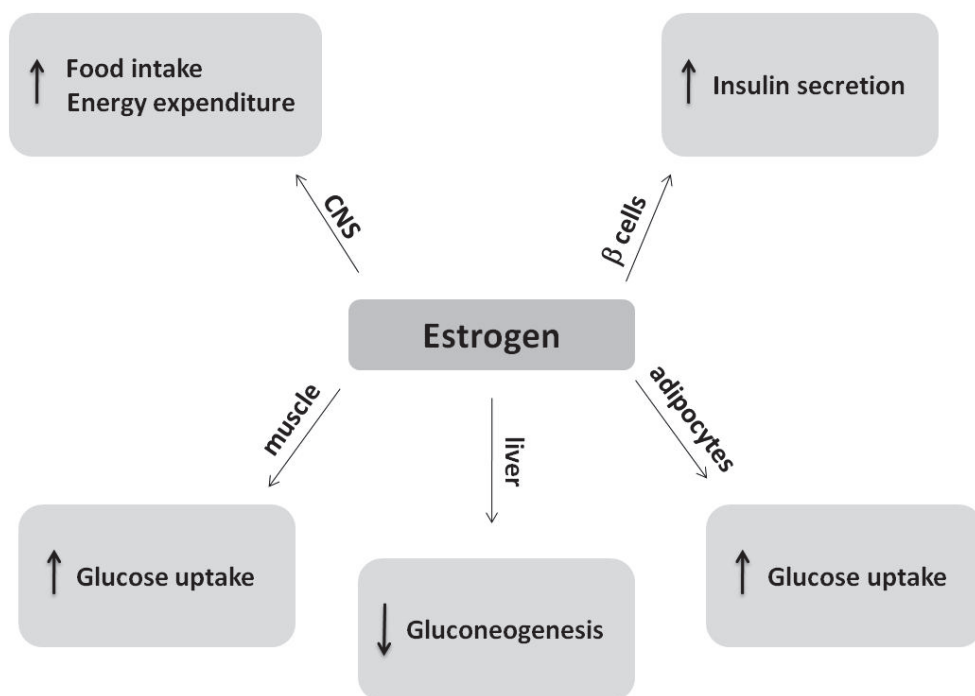 Food intake
Energy expenditure
Insulin secretion
CNS
β cells
Estrogen
muscle
liver
adipocytes
Glucose uptake
Gluconeogenesis
Glucose uptake